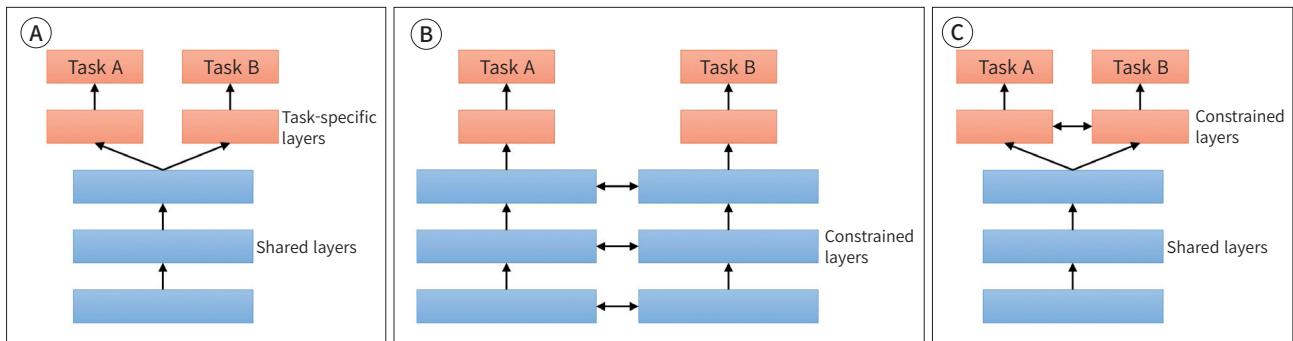 A
Task A
Task B
Task-specific
layers
Shared layers
B
Task A
Task B
Constrained
layers
C
Task A
Task B
Constrained
layers
Shared layers